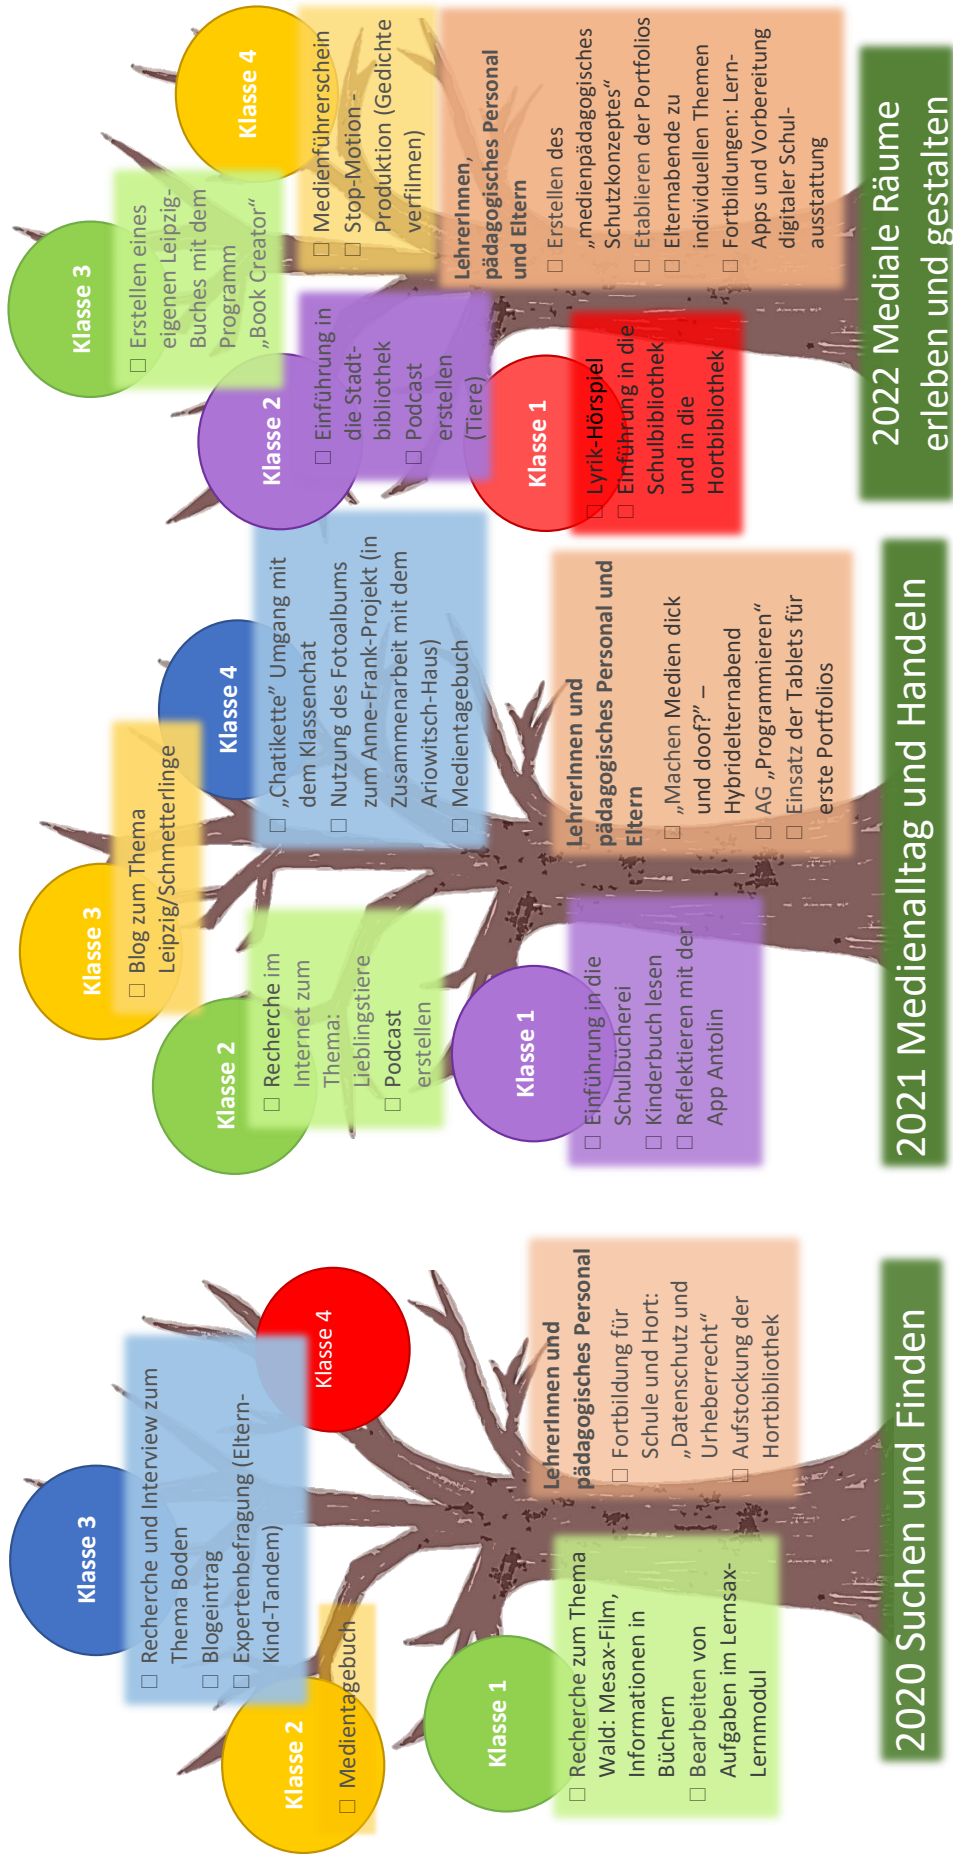 Klasse 3
☐ Recherche und Interview zum
Thema Boden
☐ Blogeintrag
☐ Expertenbefragung (Eltern-
Kind-Tandem)
Klasse 2
☐ Medientagebuch
Klasse 4
Klasse 1
☐ Recherche zum Thema
Wald: Mesax-Film,
Informationen in
Büchern
☐ Bearbeiten von
Aufgaben im Lernsax-
Lernmodul
LehrerInnen und
pädagogisches Personal
☐ Fortbildung für
Schule und Hort:
„Datenschutz und
Urheberrecht“
☐ Aufstockung der
Hortbibliothek
2020 Suchen und Finden
Klasse 3
☐ Blog zum Thema
Leipzig/Schmetterlinge
Klasse 2
☐ Recherche im
Internet zum
Thema:
Lieblingstiere
☐ Podcast
erstellen
Klasse 4
☐ „Chatikette“ Umgang mit
dem Klassenchat
☐ Nutzung des Fotoalbums
zum Anne-Frank-Projekt (in
Zusammenarbeit mit dem
Ariowitsch-Haus)
☐ Medientagebuch
Klasse 1
☐ Einführung in die
Schulbücherei
☐ Kinderbuch lesen
☐ Reflektieren mit der
App Antolin
LehrerInnen und
pädagogisches Personal und
Eltern
☐ „Machen Medien dick
und doof?“ –
Hybridelternabend
☐ AG „Programmieren“
☐ Einsatz der Tablets für
erste Portfolios
2021 Medienalltag und Handeln
Klasse 3
☐ Erstellen eines
eigenen Leipzig-
Buches mit dem
Programm
„Book Creator“
Klasse 4
☐ Medienführerschein
☐ Stop-Motion -
Produktion (Gedichte
verfilmen)
Klasse 2
☐ Einführung in
die Stadt-
bibliothek
☐ Podcast
erstellen
(Tiere)
Klasse 1
☐ Lyrik-Hörspiel
☐ Einführung in die
Schulbibliothek
und in die
Hortbibliothek
LehrerInnen,
pädagogisches Personal
und Eltern
☐ Erstellen des
„medienpädagogisches
Schutzkonzeptes“
☐ Etablieren der Portfolios
☐ Elternabende zu
individuellen Themen
☐ Fortbildungen: Lern-
Apps und Vorbereitung
digitaler Schul-
ausstattung
2022 Mediale Räume
erleben und gestalten